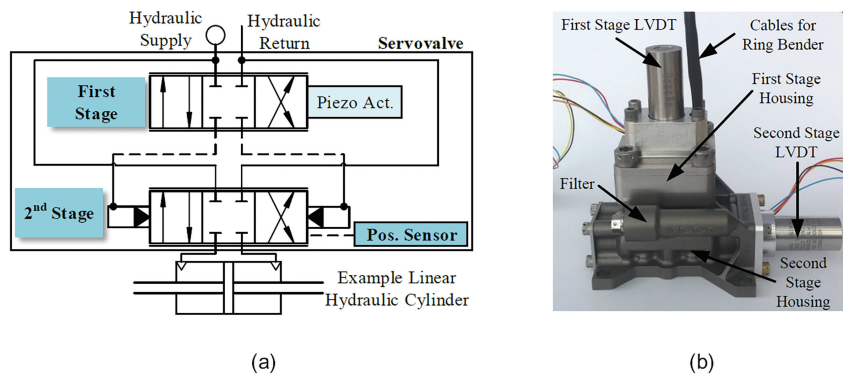 Hydraulic
Supply
Hydraulic
Return
Servovalve
First
Stage
Piezo Act.
2nd Stage
Pos. Sensor
Example Linear
Hydraulic Cylinder
(a)
First Stage LVDT
Cables for
Ring Bender
First Stage
Housing
Second Stage
LVDT
Filter
Second
Stage
Housing
(b)